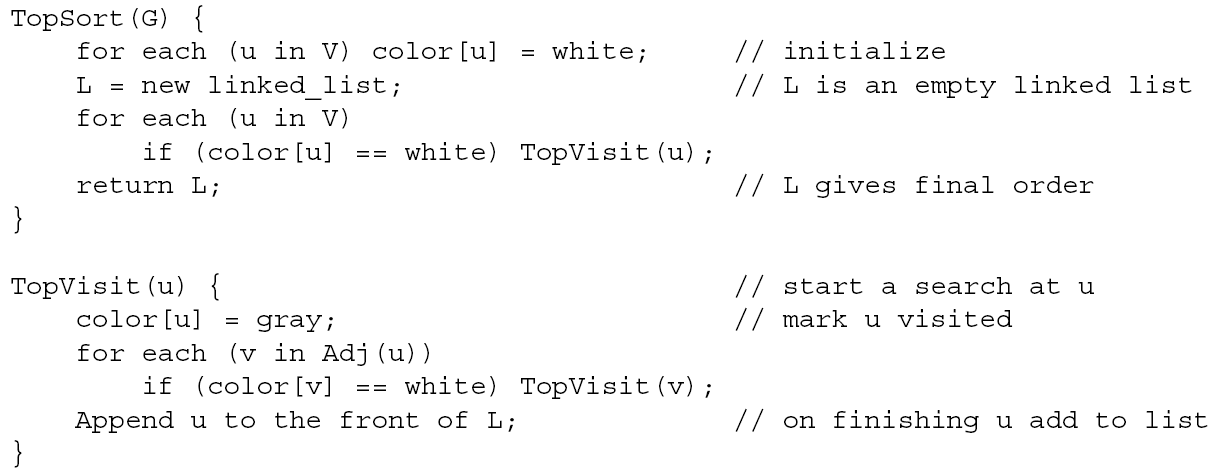 TopSort(G) {
    for each (u in V) color[u] = white;     // initialize
    L = new linked_list;                    // L is an empty linked list
    for each (u in V)
        if (color[u] == white) TopVisit(u);
    return L;                               // L gives final order
}
TopVisit(u) {                               // start a search at u
    color[u] = gray;                        // mark u visited
    for each (v in Adj(u))
        if (color[v] == white) TopVisit(v);
    Append u to the front of L;             // on finishing u add to list
}